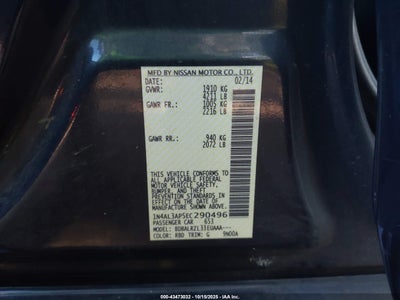 MFD BY NISSAN MOTOR CO., LTD.
DATE: 02/14
GVWR: 1910 KG
4211 LB
GAWR FR: 1005 KG
2216 LB
GAWR RR: 940 KG
2072 LB
THIS VEHICLE CONFORMS TO ALL
APPLICABLE FEDERAL MOTOR
VEHICLE SAFETY, BUMPER, AND
THEFT PREVENTION STANDARDS
IN EFFECT ON THE DATE OF
MANUFACTURE SHOWN ABOVE.
1N4AL3AP5EC290496
PASSENGER CAR 653
COLOR: RBD TRIM: G
(ID#) 43473032 - 10/15/2025 - IAA